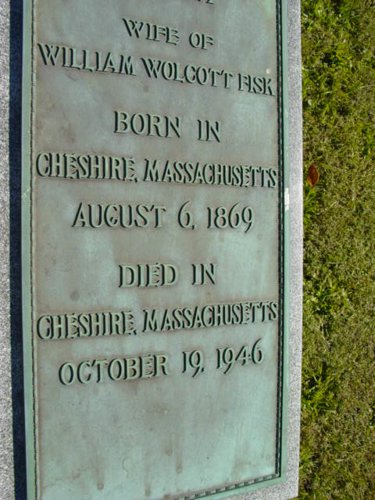 WIFE OF
WILLIAM WOLCOTT FISK
BORN IN
CHESHIRE, MASSACHUSETTS
AUGUST 6, 1869
DIED IN
CHESHIRE, MASSACHUSETTS
OCTOBER 19, 1946